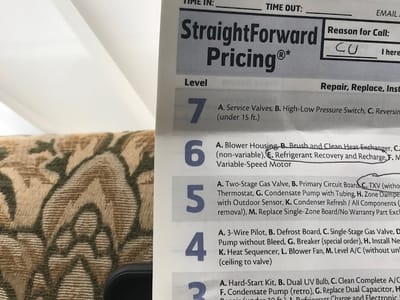 TIME IN: TIME OUT: EMAIL
StraightForward
Pricing®*
Reason for Call:
CU
I here
Level
Repair, Replace, Inst
7
A. Service Valves, B. High-Low Pressure Switch, C. Reversin
(under 15 ft.)
6
A. Blower Housing, B. Brush and Clean Heat Exchanger, C.
(non-variable), E. Refrigerant Recovery and Recharge, F. M
Variable-Speed Motor
5
A. Two-Stage Gas Valve, B. Primary Circuit Board, C. TXV (witho
Thermostat, G. Condensate Pump with Tubing, H. Zone Dampe
with Outdoor Sensor, K. Condenser Refresh / All Components (
removal), M. Replace Single-Zone Board/No Warranty Part Exc
4
A. 3-Wire Pilot, B. Defrost Board, C. Single-Stage Gas Valve, D
Pump without Bleed, G. Breaker (special order), H. Install Ne
K. Heat Sequencer, L. Blower Fan, M. Level A/C (without unl
(ceiling to valve)
3
A. Hard-Start Kit, B. Dual UV Bulb, C. Clean Complete A/C
F. Condensate Pump (retro), G. Replace Dual Capacitor, H